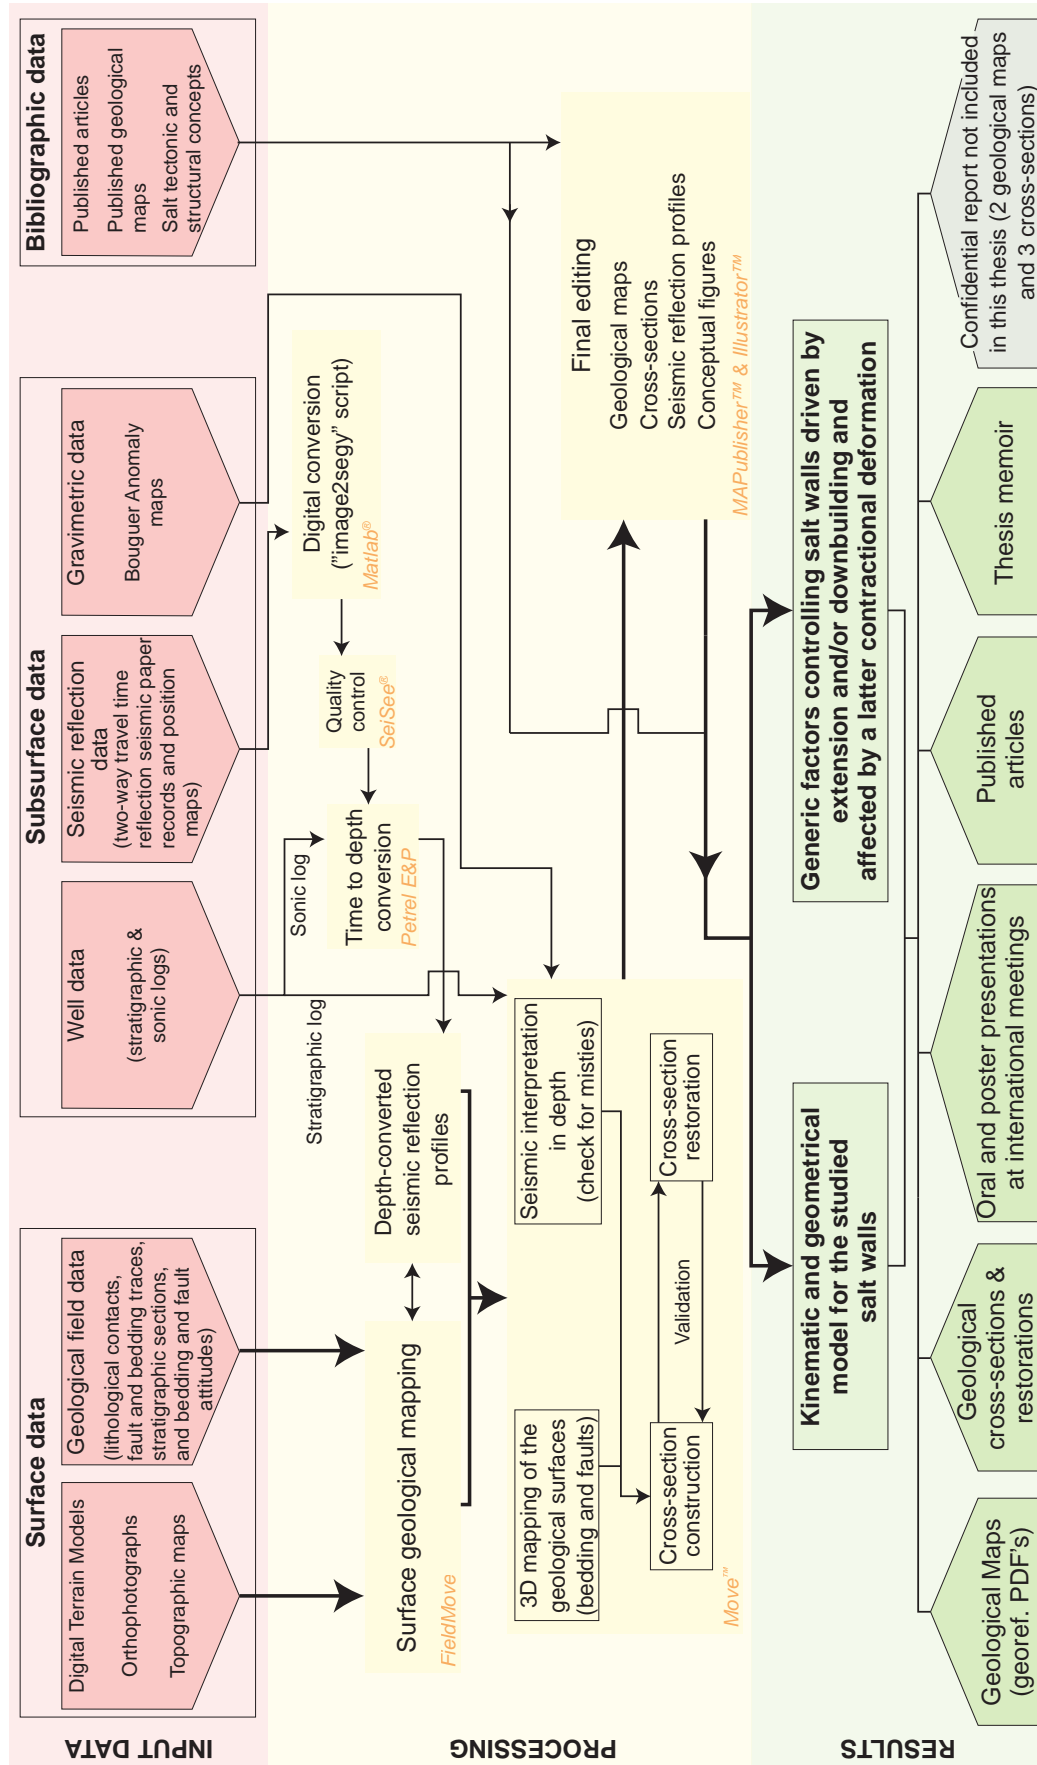 INPUT DATA
Surface data
Digital Terrain Models
Orthophotographs
Topographic maps
Geological field data
(lithological contacts,
fault and bedding traces,
stratigraphic sections,
and bedding and fault
attitudes)
Subsurface data
Well data
(stratigraphic &
sonic logs)
Seismic reflection
data
(two-way travel time
reflection seismic paper
records and position
maps)
Gravimetric data
Bouguer Anomaly
maps
Bibliographic data
Published articles
Published geological
maps
Salt tectonic and
structural concepts
PROCESSING
Surface geological mapping
FieldMove
Depth-converted
seismic reflection
profiles
Stratigraphic log
Sonic log
Time to depth
conversion
Petrel E&P
Quality
control
SeiSee®
Digital conversion
("image2segy" script)
Matlab®
3D mapping of the
geological surfaces
(bedding and faults)
Seismic interpretation
in depth
(check for misties)
Cross-section
construction
Validation
Cross-section
restoration
Move™
Final editing
Geological maps
Cross-sections
Seismic reflection profiles
Conceptual figures
MAPublisher™ & Illustrator™
RESULTS
Kinematic and geometrical
model for the studied
salt walls
Generic factors controlling salt walls driven by
extension and/or downbuilding and
affected by a latter contractional deformation
Geological Maps
(georef. PDF's)
Geological
cross-sections &
restorations
Oral and poster presentations
at international meetings
Published
articles
Thesis memoir
Confidential report not included
in this thesis (2 geological maps
and 3 cross-sections)